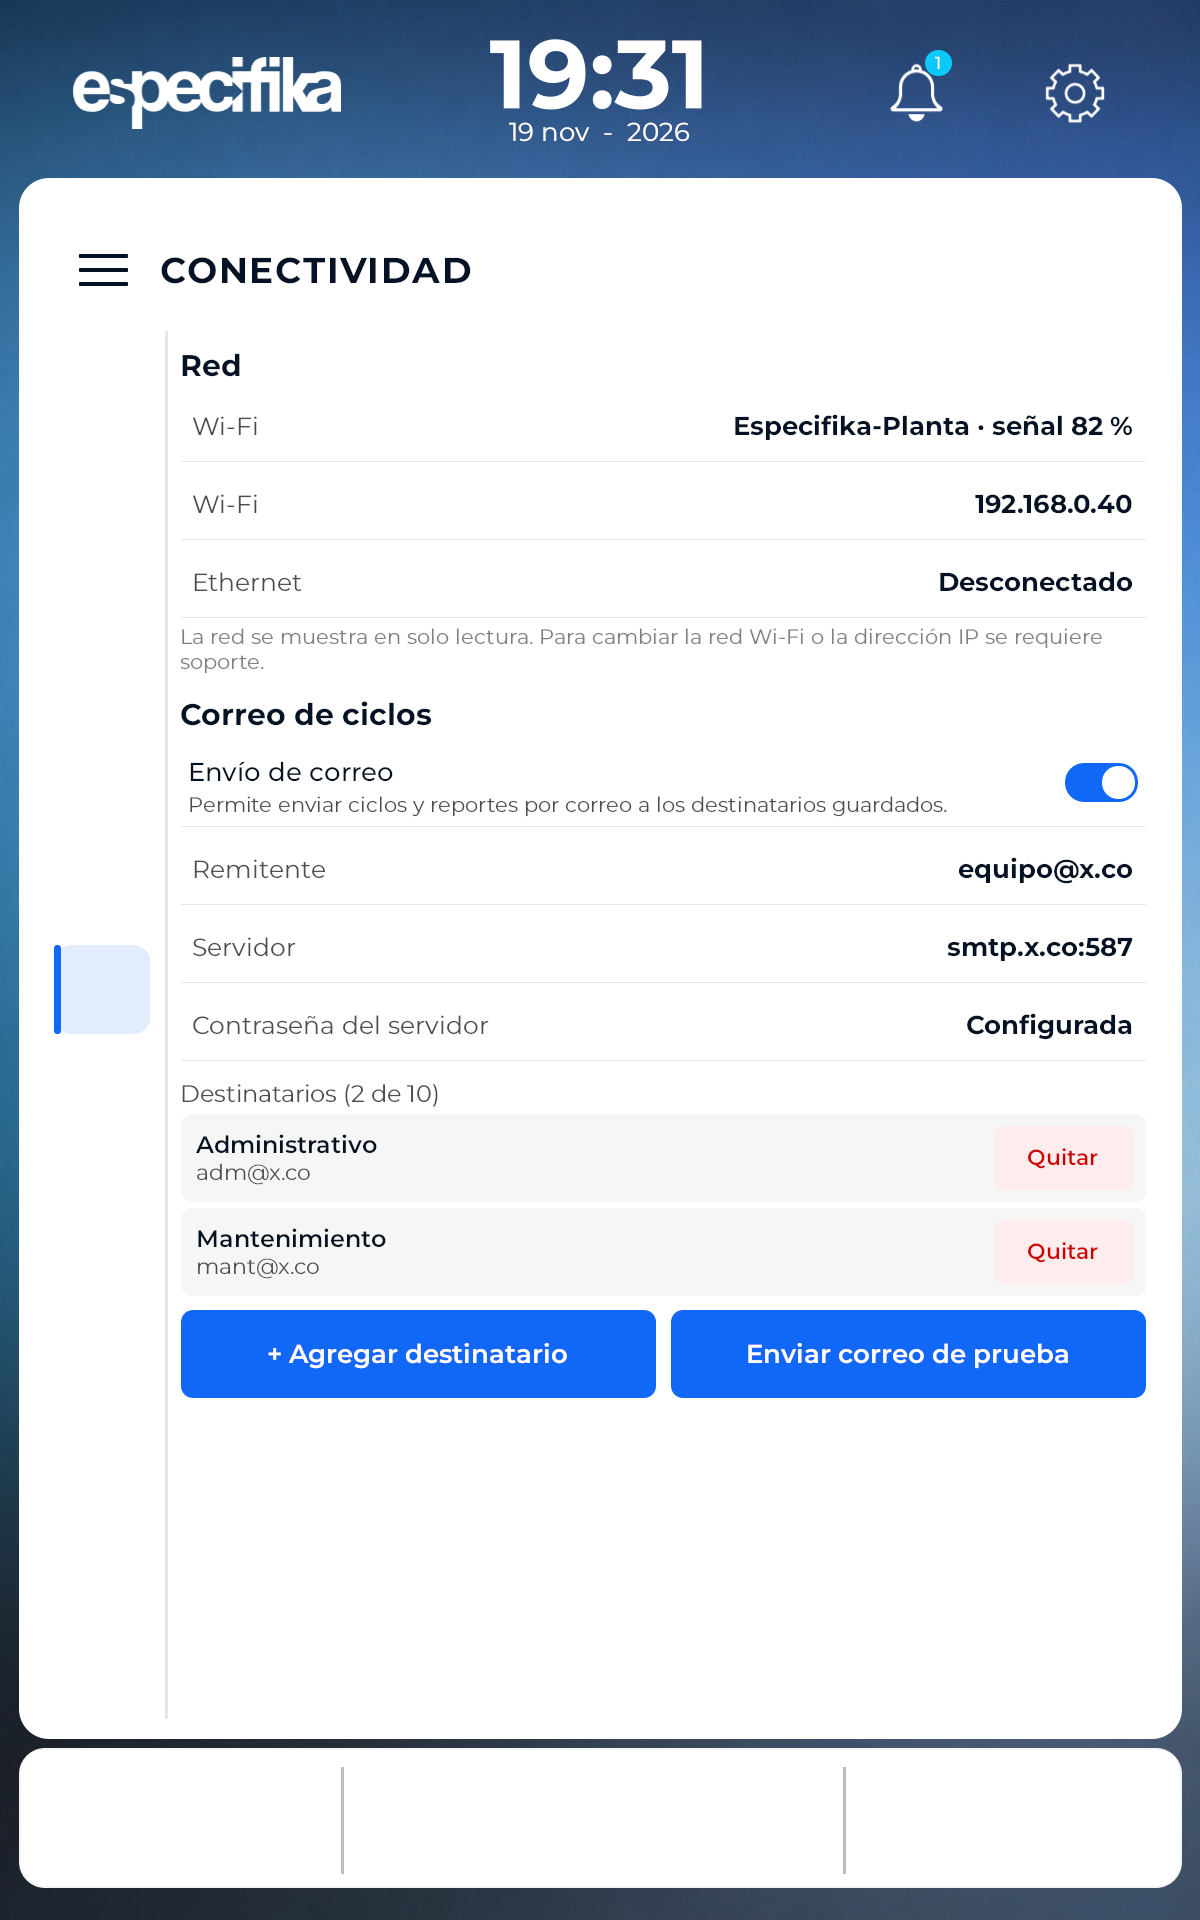 especifika
19:31
19 nov - 2026
1
CONECTIVIDAD
Red
Wi-Fi
Especifika-Planta · señal 82 %
Wi-Fi
192.168.0.40
Ethernet
Desconectado
La red se muestra en solo lectura. Para cambiar la red Wi-Fi o la dirección IP se requiere
soporte.
Correo de ciclos
Envío de correo
Permite enviar ciclos y reportes por correo a los destinatarios guardados.
Remitente
equipo@x.co
Servidor
smtp.x.co:587
Contraseña del servidor
Configurada
Destinatarios (2 de 10)
Administrativo
adm@x.co
Quitar
Mantenimiento
mant@x.co
Quitar
+ Agregar destinatario
Enviar correo de prueba